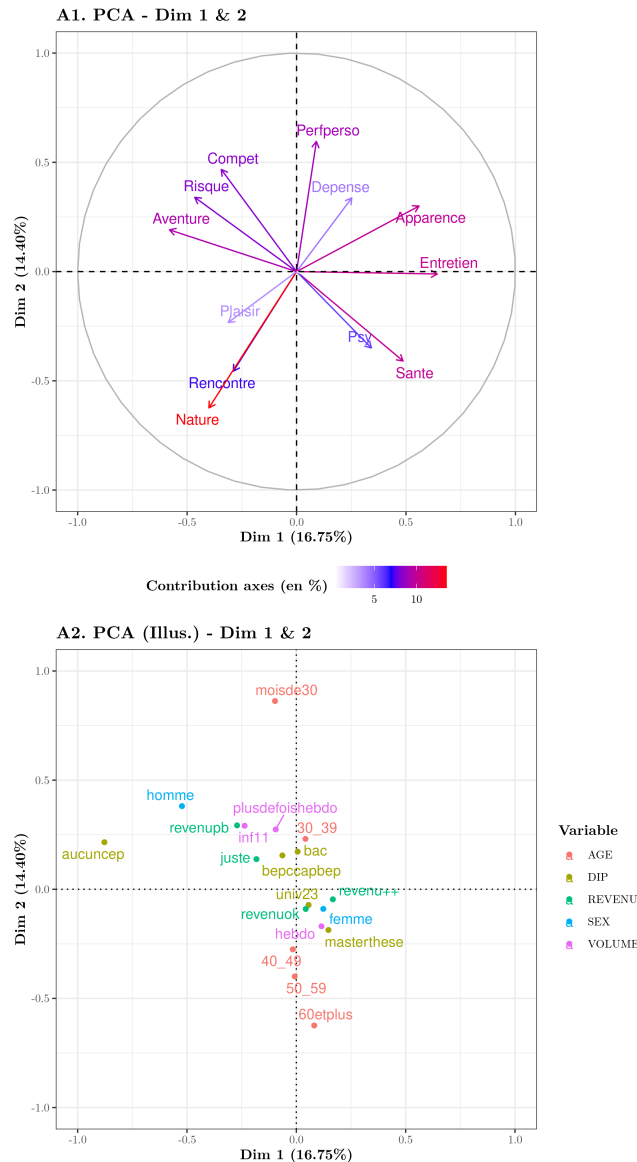 A1. PCA - Dim 1 & 2
1.0
Perfperso
0.5
Compet
Risque
Depense
Aventure
Apparence
Dim 2 (14.40%)
0.0
Entretien
Plaisir
Psy
Sante
Rencontre
-0.5
Nature
-1.0
-1.0 -0.5 0.0 0.5 1.0
Dim 1 (16.75%)
Contribution axes (en %)
5 10
A2. PCA (Illus.) - Dim 1 & 2
1.0
moisde30
0.5
homme
plusdefoishebdo
revenupb
inf11
30_39
aucuncep
juste
bac
bepccapbep
Dim 2 (14.40%)
0.0
univ23
revenu++
revenuok
femme
hebdo
masterthese
40_49
50_59
-0.5
60etplus
-1.0
-1.0 -0.5 0.0 0.5 1.0
Dim 1 (16.75%)
Variable
a AGE
a DIP
a REVENU
a SEX
a VOLUME